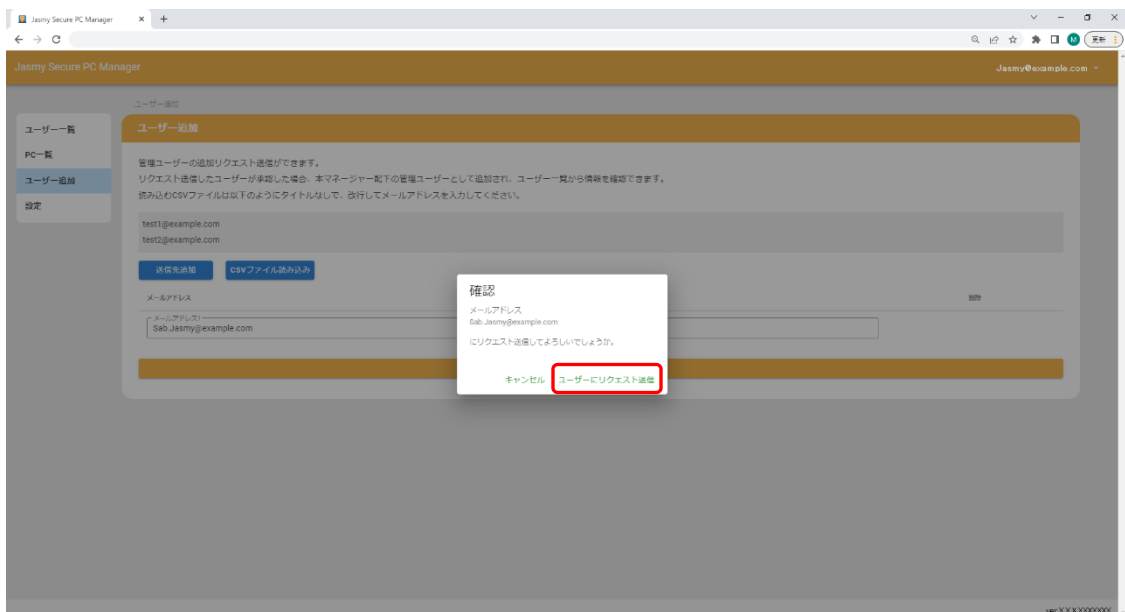 Jasmy Secure PC Manager
更新
Jasmy Secure PC Manager
Jasmy@example.com
ユーザー追加
ユーザー一覧
PC一覧
ユーザー追加
設定
ユーザー追加
管理ユーザーの追加リクエスト送信ができます。
リクエスト送信したユーザーが承認した場合、本マネージャー配下の管理ユーザーとして追加され、ユーザー一覧から情報を確認できます。
読み込むCSVファイルは以下のようにタイトルなしで、改行してメールアドレスを入力してください。
test1@example.com
test2@example.com
送信先追加
CSVファイル読み込み
メールアドレス
削除
メールアドレス1
Sab.Jasmy@example.com
確認
メールアドレス
Sab.Jasmy@example.com
にリクエスト送信してよろしいでしょうか。
キャンセル
ユーザーにリクエスト送信